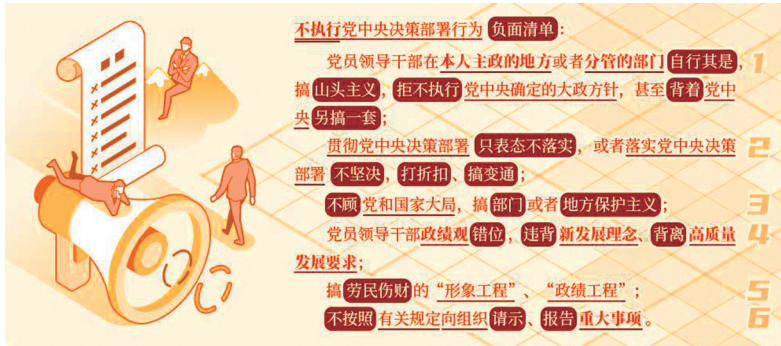 不执行党中央决策部署行为 负面清单：
党员领导干部在本人主政的地方或者分管的部门自行其是， 1
搞山头主义，拒不执行党中央确定的大政方针，甚至背着党中
央另搞一套；
贯彻党中央决策部署只表态不落实，或者落实党中央决策 2
部署不坚决，打折扣、搞变通；
不顾党和国家大局，搞部门或者地方保护主义； 3
党员领导干部政绩观错位，违背新发展理念、背离高质量 4
发展要求；
搞劳民伤财的“形象工程”、“政绩工程”； 5
不按照有关规定向组织请示、报告重大事项。 6